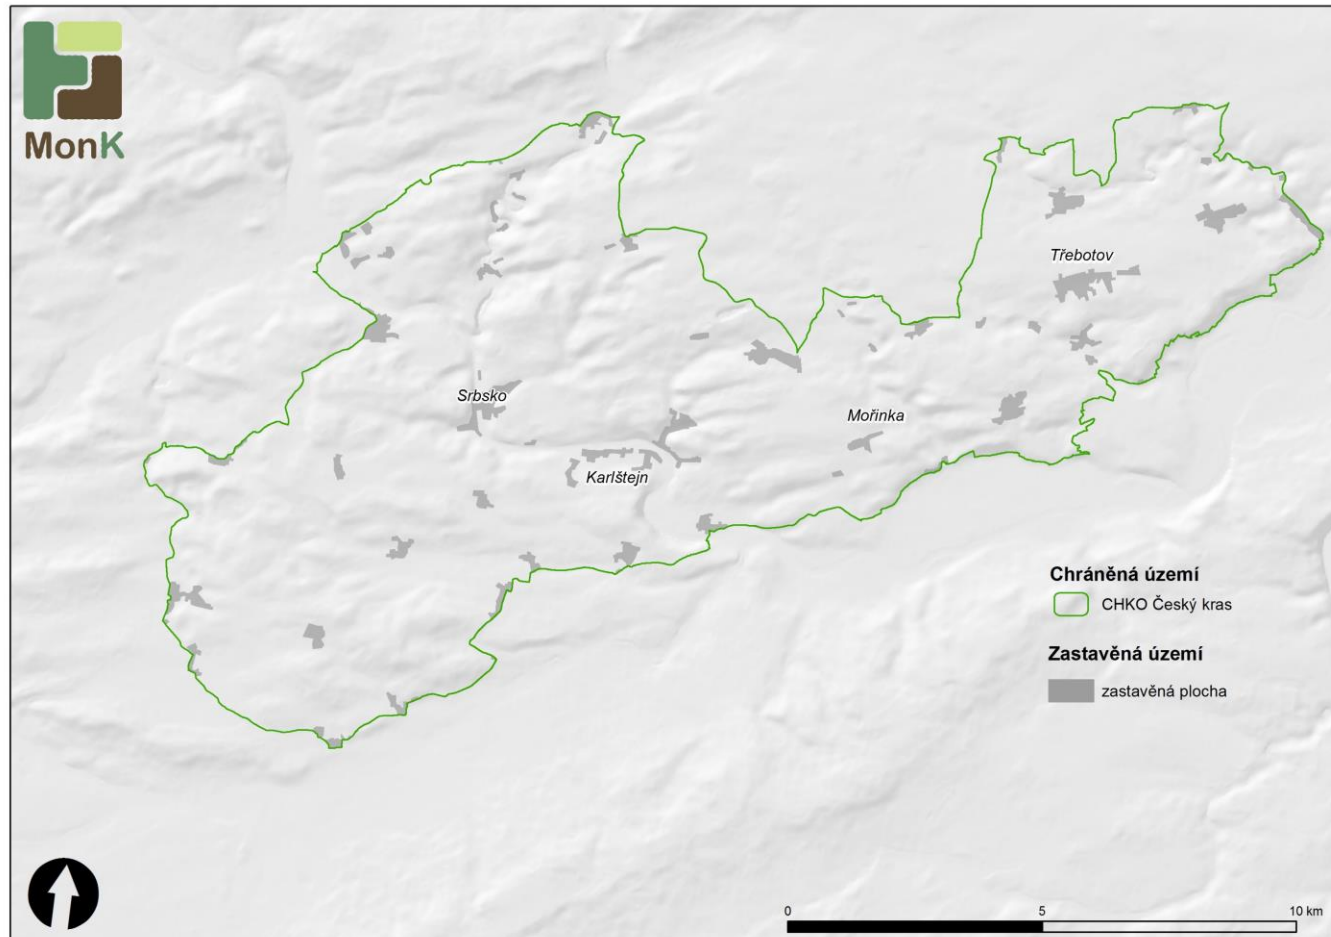 MonK
Třebotov
Srbsko
Mořinka
Karlštejn
Chráněná území
CHKO Český kras
Zastavěná území
zastavěná plocha
0 5 10 km